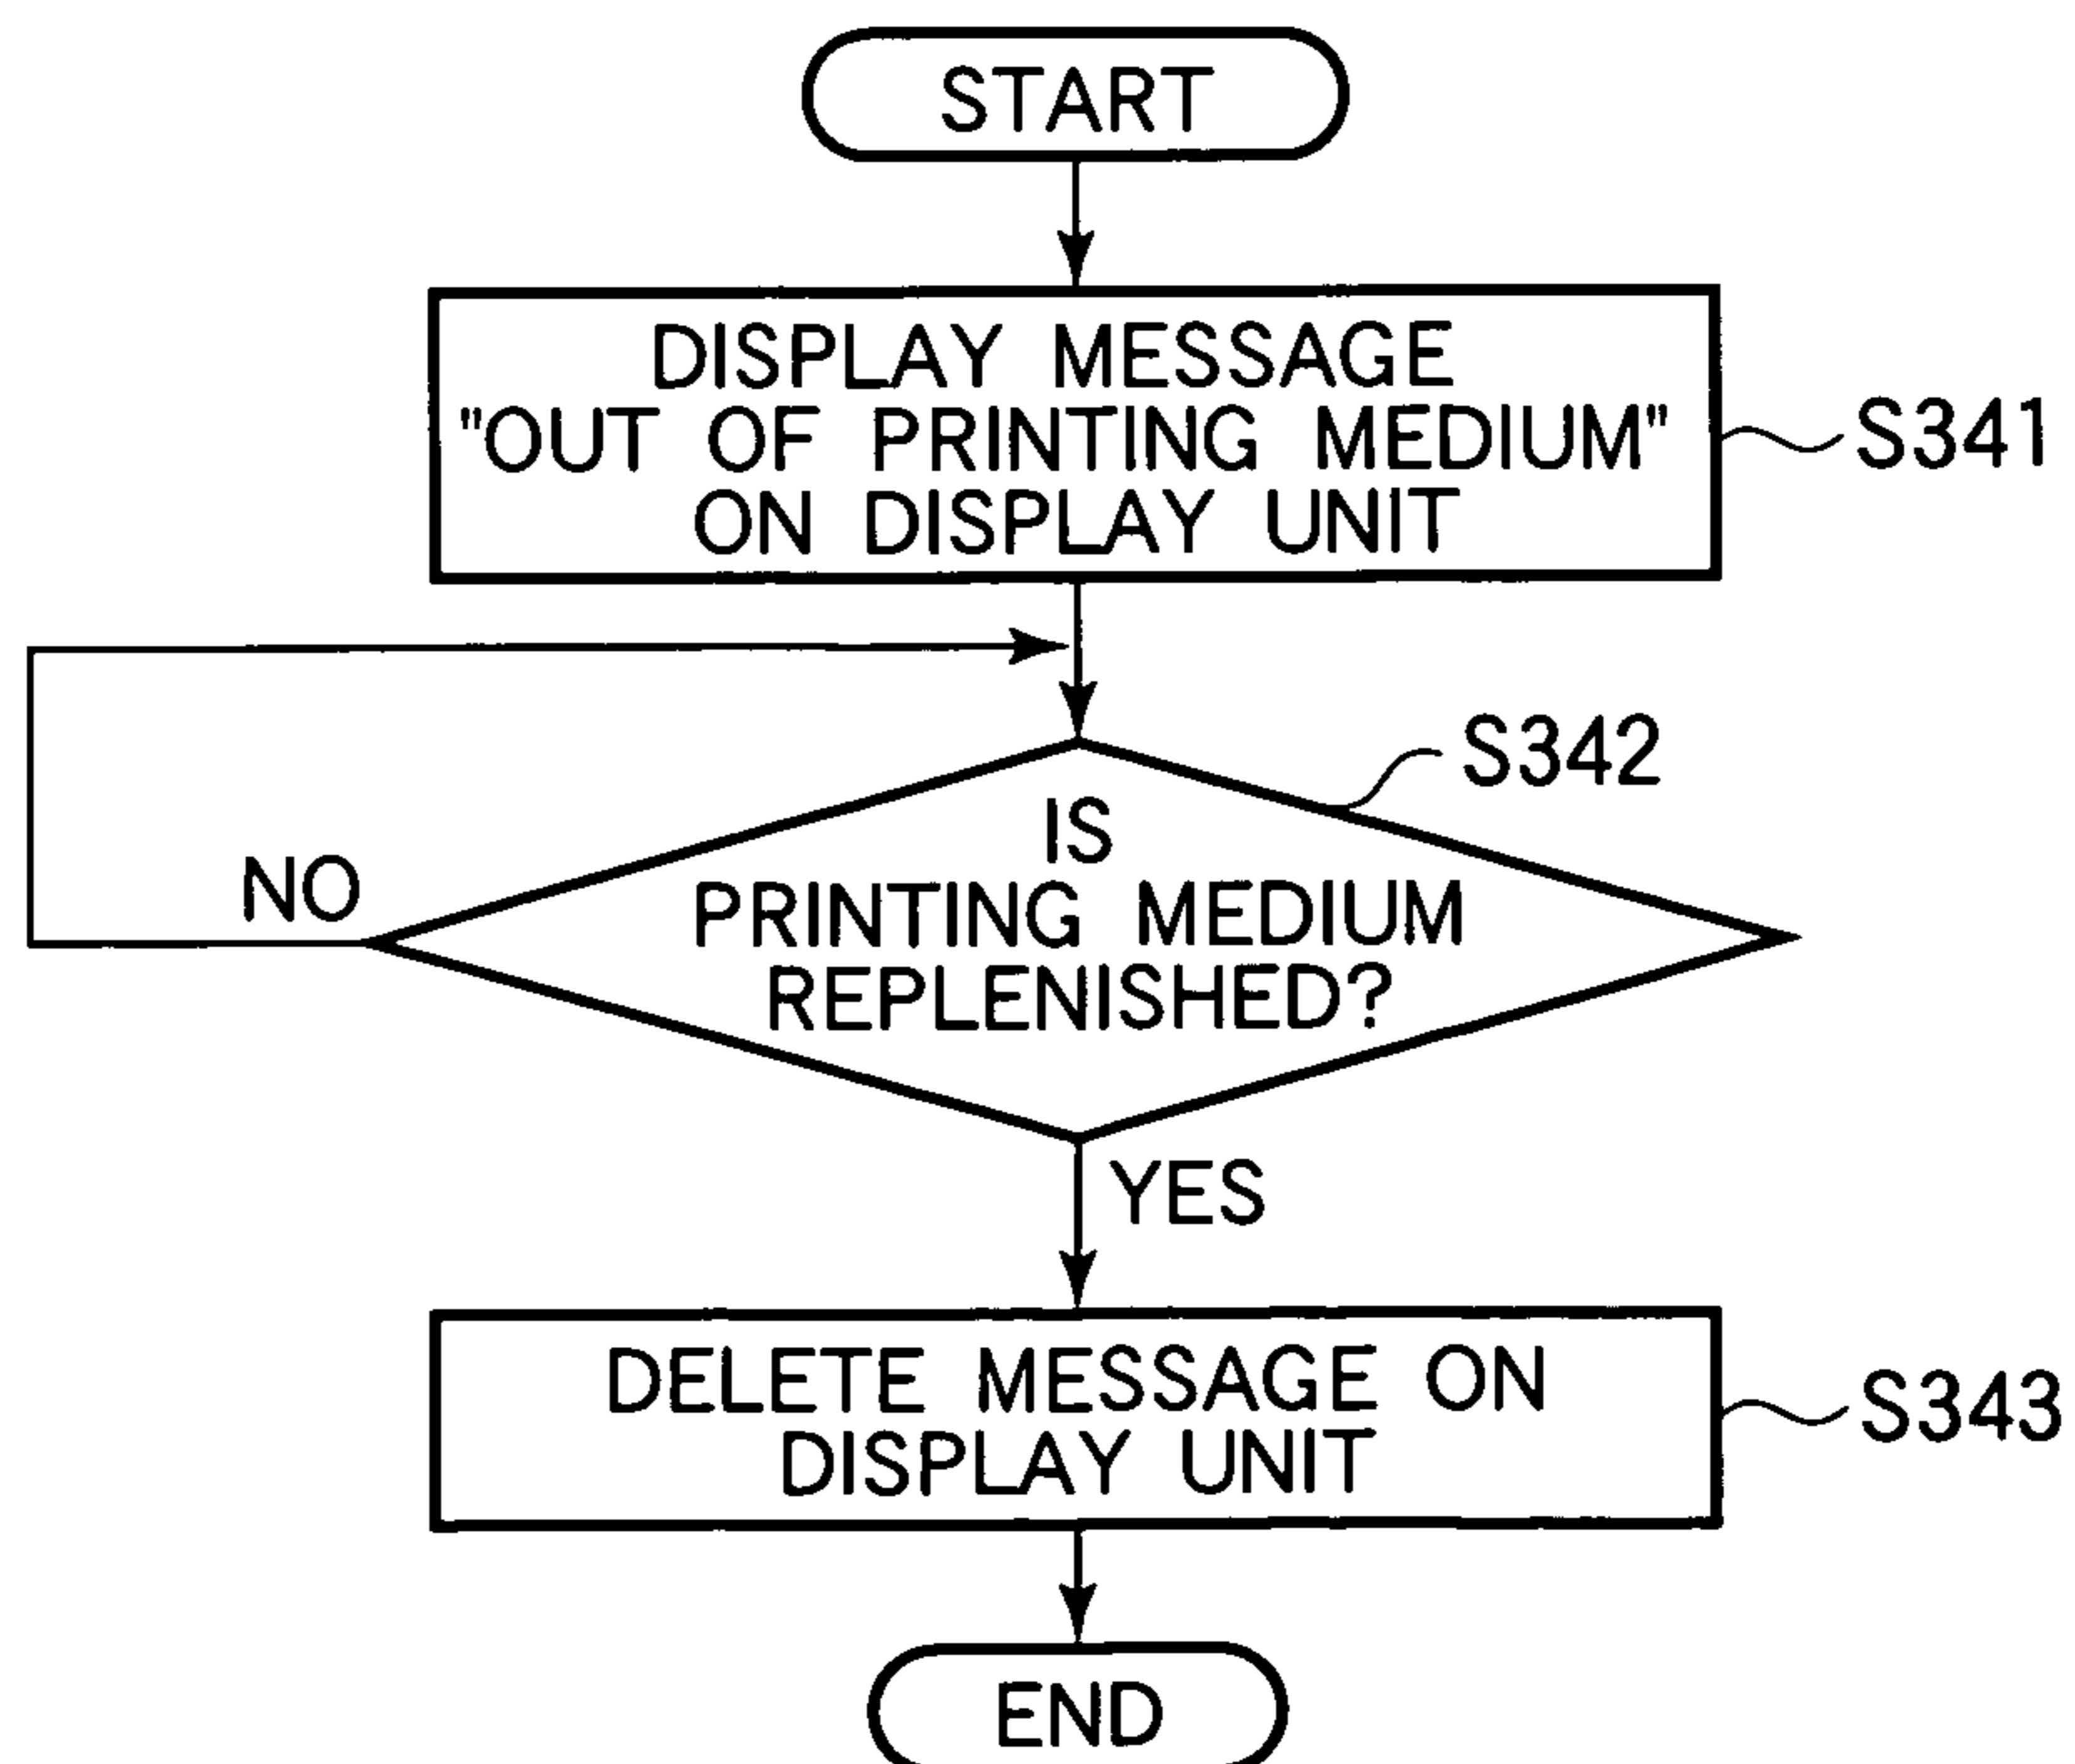 START
DISPLAY MESSAGE
"OUT OF PRINTING MEDIUM"
ON DISPLAY UNIT
S341
S342
IS
PRINTING MEDIUM
REPLENISHED?
NO
YES
DELETE MESSAGE ON
DISPLAY UNIT
S343
END